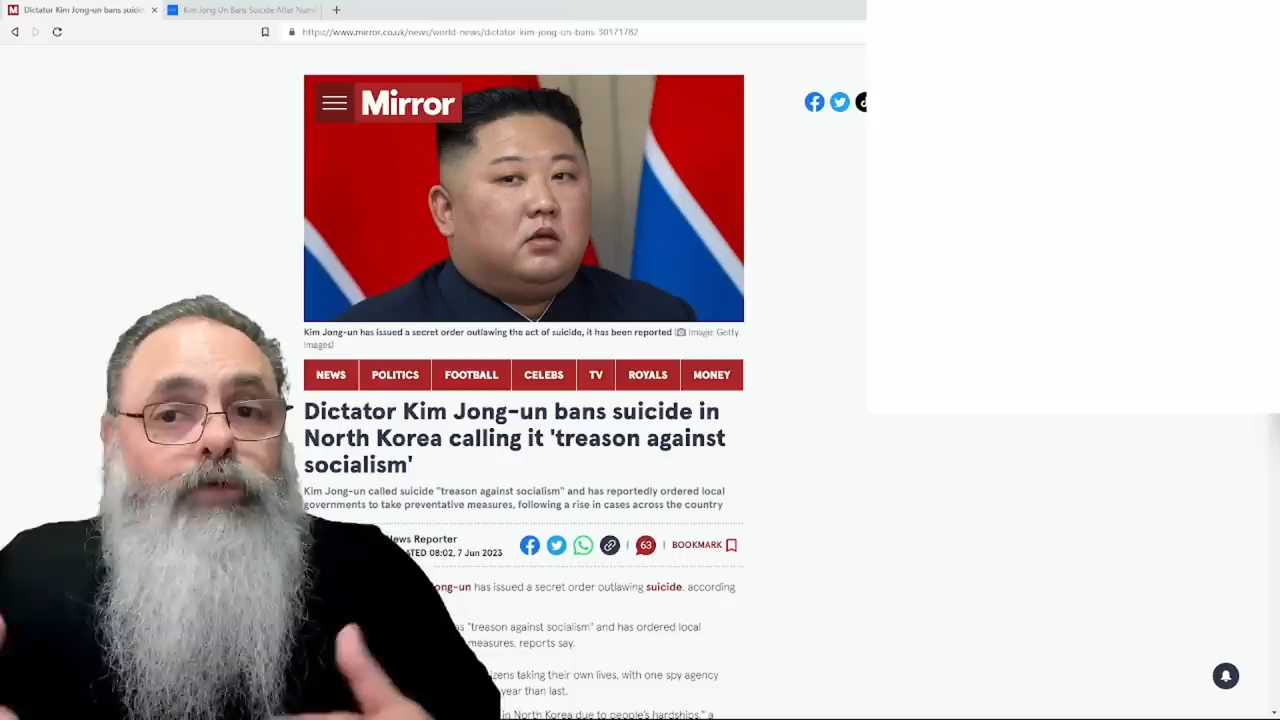 Dictator Kim Jong-un bans suicid
Kim Jong Un Bans Suicide After Num
https://www.mirror.co.uk/news/world-news/dictator-kim-jong-un-bans-30171782
Mirror
Kim Jong-un has issued a secret order outlawing the act of suicide, it has been reported (Image: Getty
Images)
NEWS POLITICS FOOTBALL CELEBS TV ROYALS MONEY
Dictator Kim Jong-un bans suicide in
North Korea calling it 'treason against
socialism'
Kim Jong-un called suicide "treason against socialism" and has reportedly ordered local
governments to take preventative measures, following a rise in cases across the country
News Reporter
ATED 08:02, 7 Jun 2023
63
BOOKMARK
ong-un has issued a secret order outlawing suicide, according
as "treason against socialism" and has ordered local
measures, reports say.
izens taking their own lives, with one spy agency
year than last.
in North Korea due to people's hardships," a